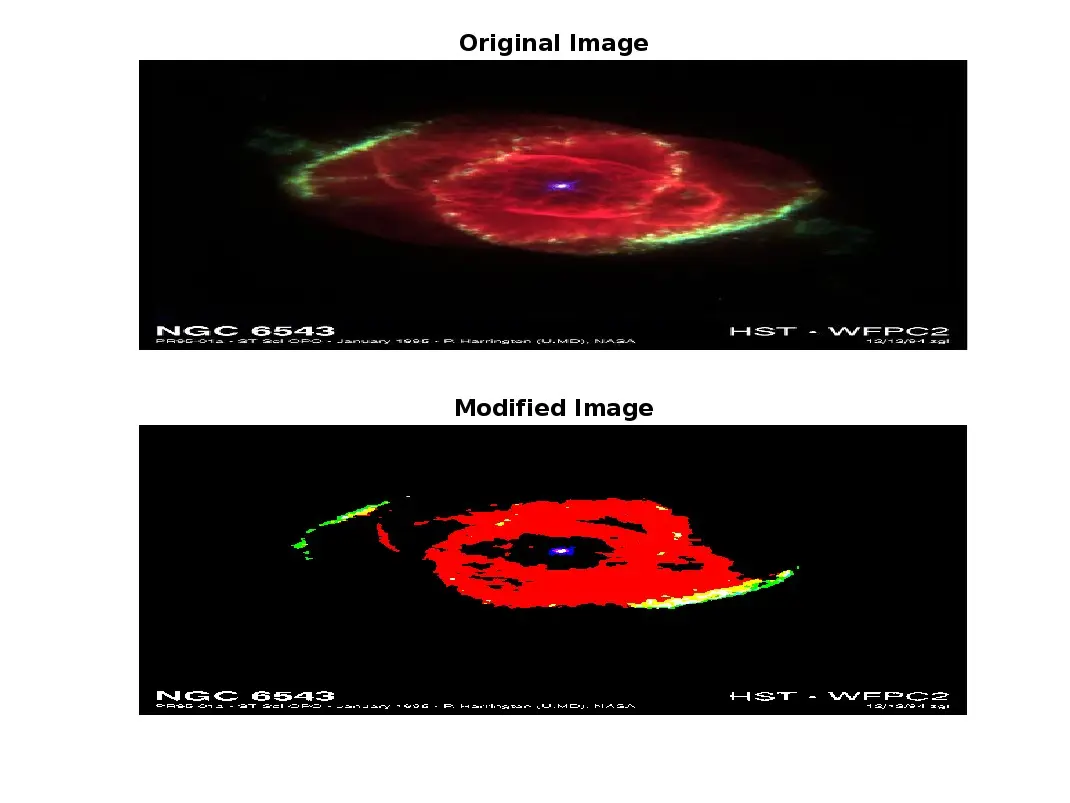 Original Image
NGC 6543 HST - WFPC2
PR95-01a - ST ScI OPO - January 1995 - P. Harrington (U.MD), NASA 12/13/94 zgl
Modified Image
NGC 6543 HST - WFPC2
PR95-01a - ST ScI OPO - January 1995 - P. Harrington (U.MD), NASA 12/13/94 zgl